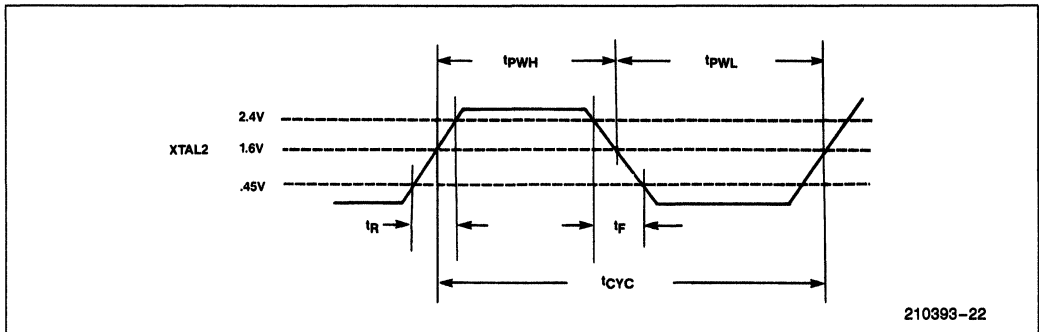 tPWH
tPWL
2.4V
XTAL2
1.6V
.45V
tR
tF
tCYC
210393-22